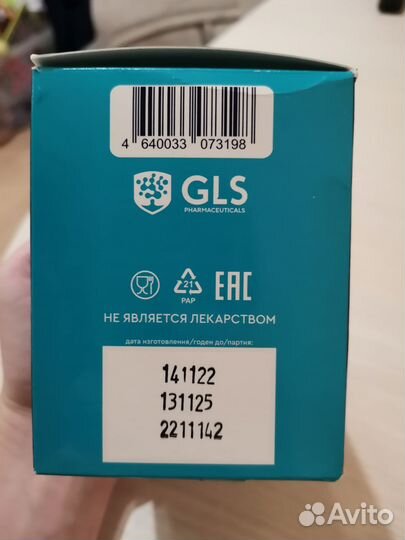 4 640033 073198
GLS
PHARMACEUTICALS
21
PAP
EAC
НЕ ЯВЛЯЕТСЯ ЛЕКАРСТВОМ
дата изготовления/годен до/партия:
141122
131125
2211142
Avito